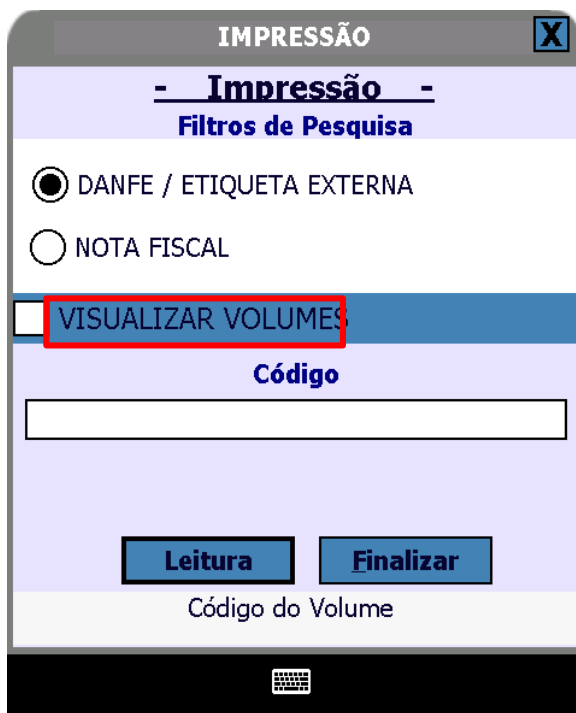 IMPRESSÃO X
- Impressão -
Filtros de Pesquisa
DANFE / ETIQUETA EXTERNA
NOTA FISCAL
VISUALIZAR VOLUMES
Código
Leitura Finalizar
Código do Volume